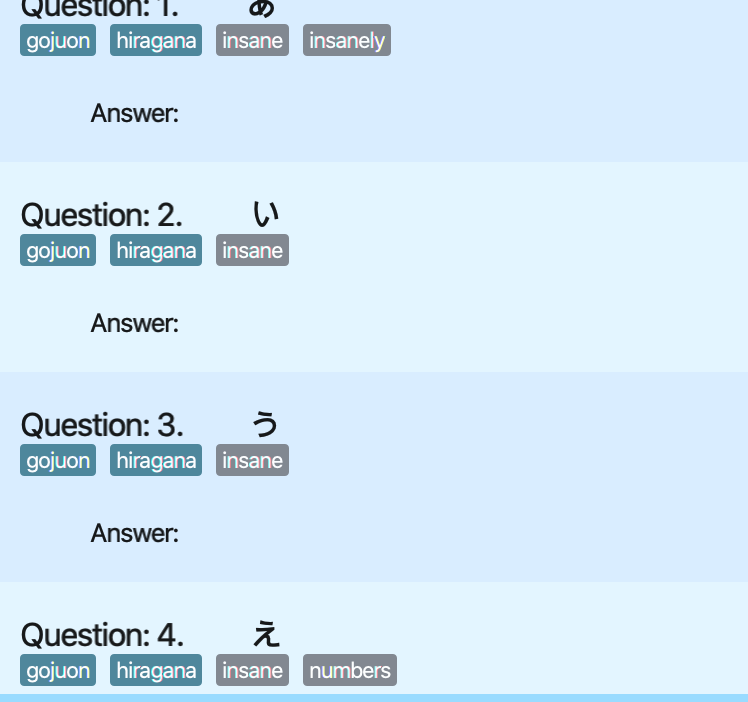 Question: 1. あ
gojuon hiragana insane insanely
Answer:
Question: 2. い
gojuon hiragana insane
Answer:
Question: 3. う
gojuon hiragana insane
Answer:
Question: 4. え
gojuon hiragana insane numbers